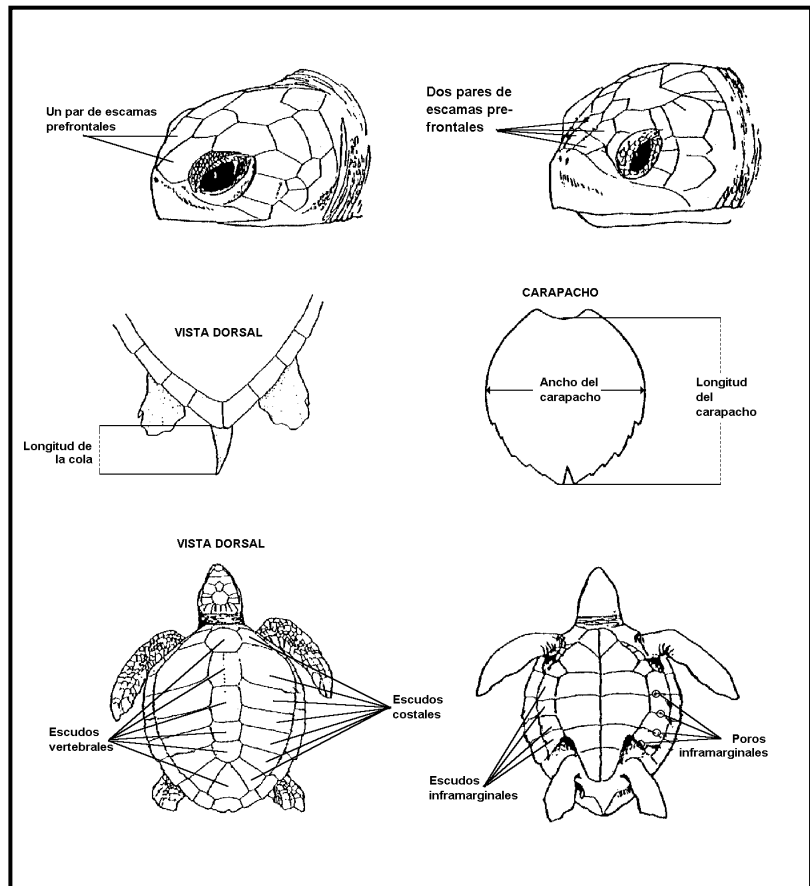 Un par de escamas
prefrontales
Dos pares de
escamas pre-
frontales
VISTA DORSAL
Longitud de
la cola
CARAPACHO
Ancho del
carapacho
Longitud
del
carapacho
VISTA DORSAL
Escudos
vertebrales
Escudos
costales
Escudos
inframarginales
Poros
inframarginales